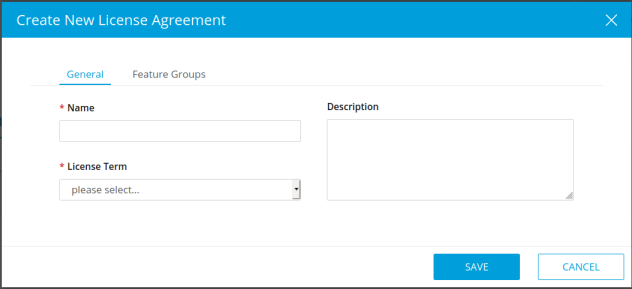 Create New License Agreement
General Feature Groups
* Name
Description
* License Term
please select...
SAVE CANCEL